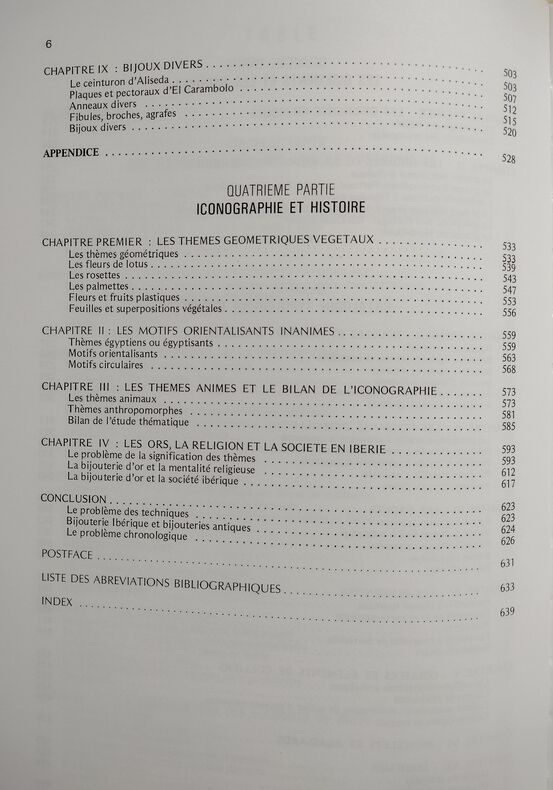 6
CHAPITRE IX : BIJOUX DIVERS . . . . . . . . . . 503
Le ceinturon d'Aliseda . . . . . . . . . . 503
Plaques et pectoraux d'El Carambolo . . . . . . . . . . 507
Anneaux divers . . . . . . . . . . 512
Fibules, broches, agrafes . . . . . . . . . . 515
Bijoux divers . . . . . . . . . . 520
APPENDICE . . . . . . . . . . 528
QUATRIEME PARTIE
ICONOGRAPHIE ET HISTOIRE
CHAPITRE PREMIER : LES THEMES GEOMETRIQUES VEGETAUX . . . . . . . . . . 533
Les thèmes géométriques . . . . . . . . . . 533
Les fleurs de lotus . . . . . . . . . . 539
Les rosettes . . . . . . . . . . 543
Les palmettes . . . . . . . . . . 547
Fleurs et fruits plastiques . . . . . . . . . . 553
Feuilles et superpositions végétales . . . . . . . . . . 556
CHAPITRE II : LES MOTIFS ORIENTALISANTS INANIMES . . . . . . . . . . 559
Thèmes égyptiens ou égyptisants . . . . . . . . . . 559
Motifs orientalisants . . . . . . . . . . 563
Motifs circulaires . . . . . . . . . . 568
CHAPITRE III : LES THEMES ANIMES ET LE BILAN DE L'ICONOGRAPHIE . . . . . . . 573
Les thèmes animaux . . . . . . . . . . 573
Thèmes anthropomorphes . . . . . . . . . . 581
Bilan de l'étude thématique . . . . . . . . . . 585
CHAPITRE IV : LES ORS, LA RELIGION ET LA SOCIETE EN IBERIE . . . . . . . . . . 593
Le problème de la signification des thèmes . . . . . . . . . . 593
La bijouterie d'or et la mentalité religieuse . . . . . . . . . . 612
La bijouterie d'or et la société ibérique . . . . . . . . . . 617
CONCLUSION . . . . . . . . . . 623
Le problème des techniques . . . . . . . . . . 623
Bijouterie Ibérique et bijouteries antiques . . . . . . . . . . 624
Le problème chronologique . . . . . . . . . . 626
POSTFACE . . . . . . . . . . 631
LISTE DES ABREVIATIONS BIBLIOGRAPHIQUES . . . . . . . . . . 633
INDEX . . . . . . . . . . 639